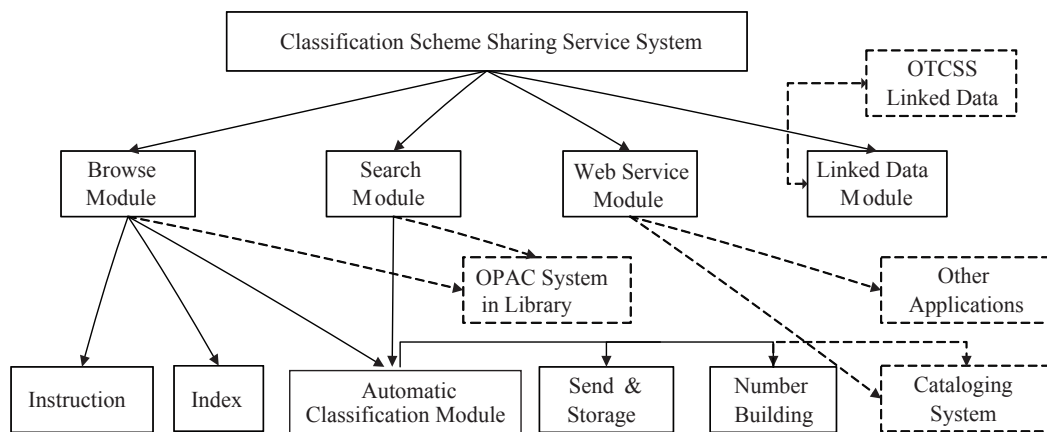 Classification Scheme Sharing Service System
OTCSS
Linked Data
Browse
Module
Search
Module
Web Service
Module
Linked Data
Module
OPAC System
in Library
Other
Applications
Instruction
Index
Automatic
Classification Module
Send &
Storage
Number
Building
Cataloging
System